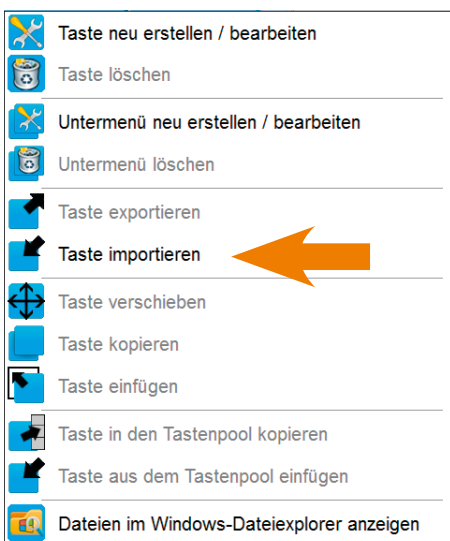 Taste neu erstellen / bearbeiten
Taste löschen
Untermenü neu erstellen / bearbeiten
Untermenü löschen
Taste exportieren
Taste importieren
Taste verschieben
Taste kopieren
Taste einfügen
Taste in den Tastenpool kopieren
Taste aus dem Tastenpool einfügen
Dateien im Windows-Dateiexplorer anzeigen